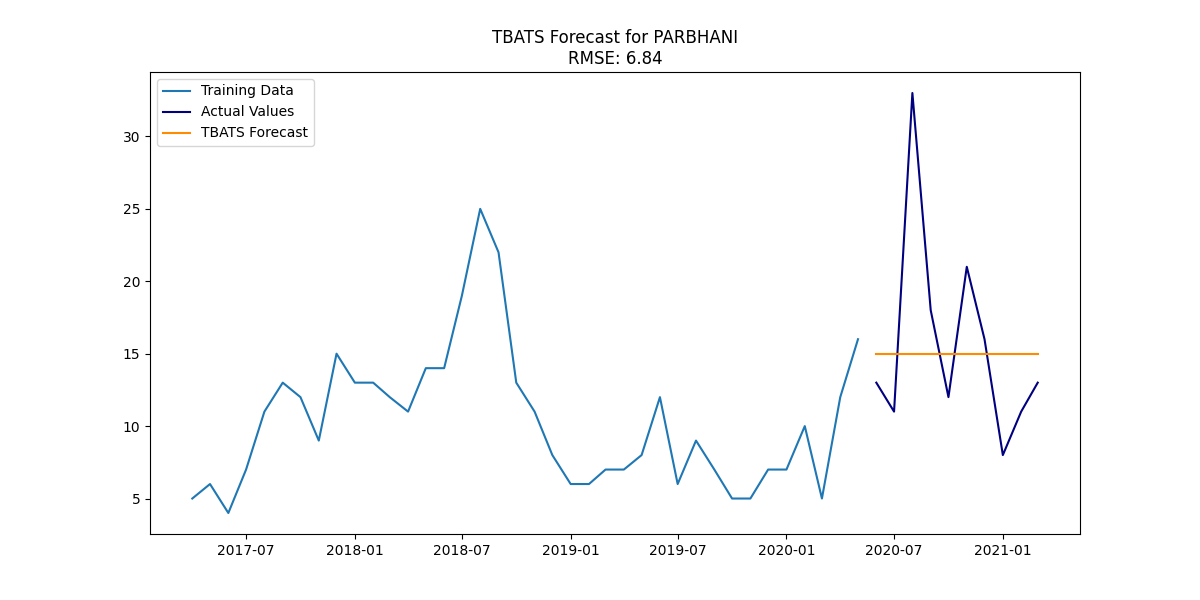 TBATS Forecast for PARBHANI
RMSE: 6.84
Training Data
Actual Values
TBATS Forecast
30
25
20
15
10
5
2017-07
2018-01
2018-07
2019-01
2019-07
2020-01
2020-07
2021-01